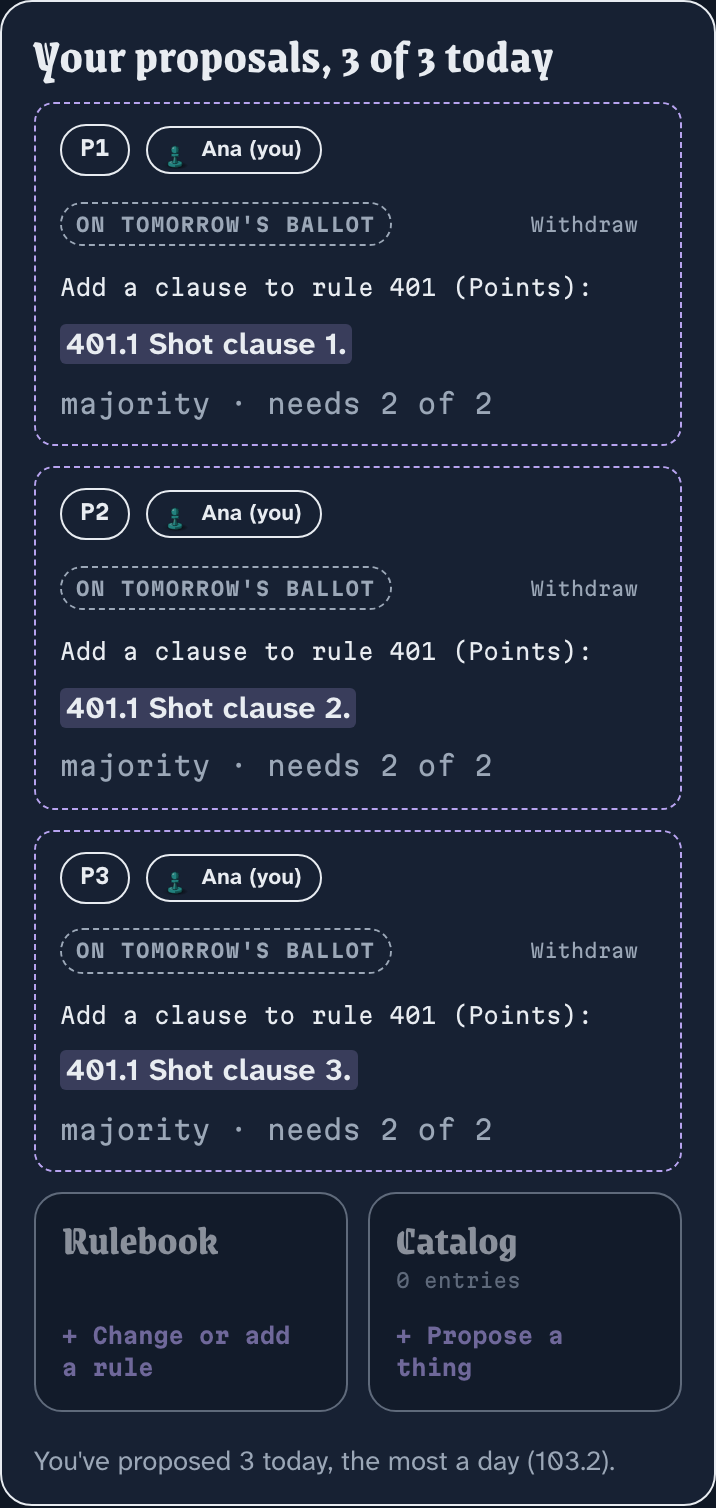 Your proposals, 3 of 3 today
P1
Ana (you)
ON TOMORROW'S BALLOT
Withdraw
Add a clause to rule 401 (Points):
401.1 Shot clause 1.
majority · needs 2 of 2
P2
Ana (you)
ON TOMORROW'S BALLOT
Withdraw
Add a clause to rule 401 (Points):
401.1 Shot clause 2.
majority · needs 2 of 2
P3
Ana (you)
ON TOMORROW'S BALLOT
Withdraw
Add a clause to rule 401 (Points):
401.1 Shot clause 3.
majority · needs 2 of 2
Rulebook
+ Change or add
a rule
Catalog
0 entries
+ Propose a
thing
You've proposed 3 today, the most a day (103.2).